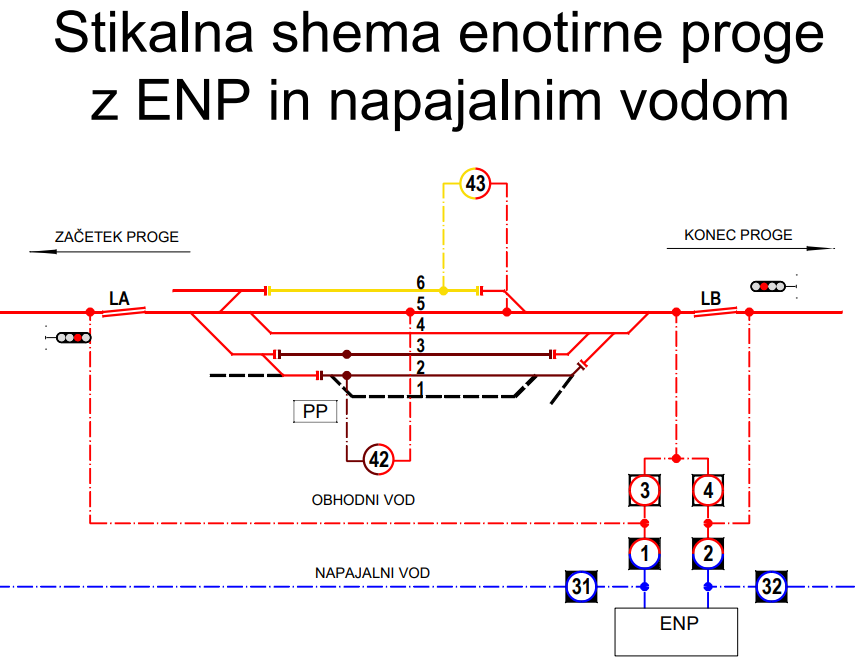 Stikalna shema enotirne proge
z ENP in napajalnim vodom
43
ZAČETEK PROGE
KONEC PROGE
6
LA
5
LB
4
3
2
1
PP
42
3
4
OBHODNI VOD
1
2
NAPAJALNI VOD
31
32
ENP